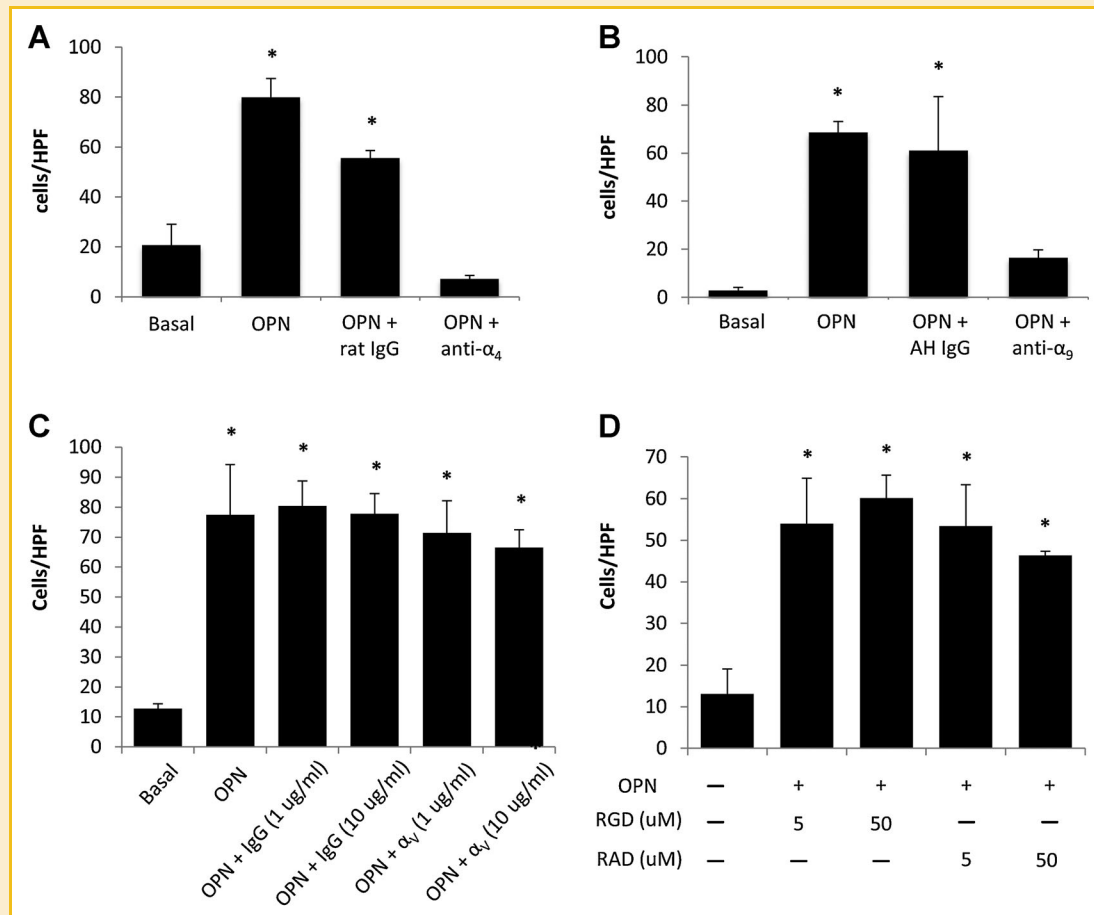 A
100
*
80
*
60
cells/HPF
40
20
0
Basal
OPN
OPN +
rat IgG
OPN +
anti-α₄
B
100
*
*
80
60
cells/HPF
40
20
0
Basal
OPN
OPN +
AH IgG
OPN +
anti-α₉
C
100
*
*
*
*
*
90
80
70
60
50
40
30
20
10
0
Cells/HPF
Basal
OPN
OPN + IgG (1 ug/ml)
OPN + IgG (10 ug/ml)
OPN + αᵥ (1 ug/ml)
OPN + αᵥ (10 ug/ml)
D
70
*
*
*
*
60
50
40
30
20
10
0
Cells/HPF
OPN – + + + +
RGD (uM) – 5 50 – –
RAD (uM) – – – 5 50